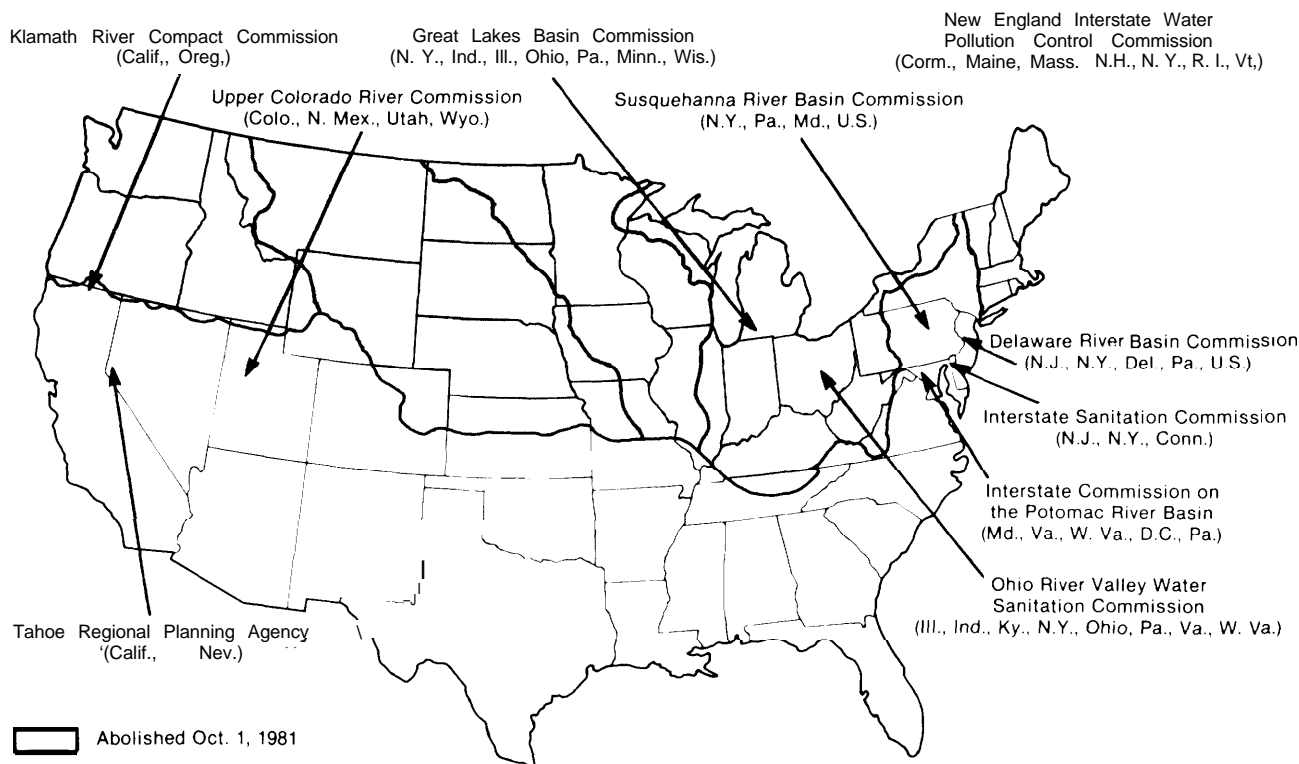 Klamath River Compact Commission
(Calif,, Oreg,)
Great Lakes Basin Commission
(N. Y., Ind., Ill., Ohio, Pa., Minn., Wis.)
New England Interstate Water
Pollution Control Commission
(Corm., Maine, Mass. N.H., N. Y., R. I., Vt,)
Upper Colorado River Commission
(Colo., N. Mex., Utah, Wyo.)
Susquehanna River Basin Commission
(N.Y., Pa., Md., U.S.)
Delaware River Basin Commission
(N.J., N.Y., Del., Pa., U.S.)
Interstate Sanitation Commission
(N.J., N.Y., Conn.)
Interstate Commission on
the Potomac River Basin
(Md., Va., W. Va., D.C., Pa.)
Ohio River Valley Water
Sanitation Commission
(Ill., Ind., Ky., N.Y., Ohio, Pa., Va., W. Va.)
Tahoe Regional Planning Agency
'(Calif., Nev.)
Abolished Oct. 1, 1981